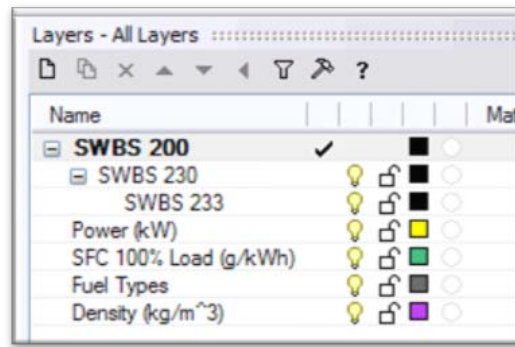 Layers - All Layers
?
Name Mat
SWBS 200
SWBS 230
SWBS 233
Power (kW)
SFC 100% Load (g/kWh)
Fuel Types
Density (kg/m^3)